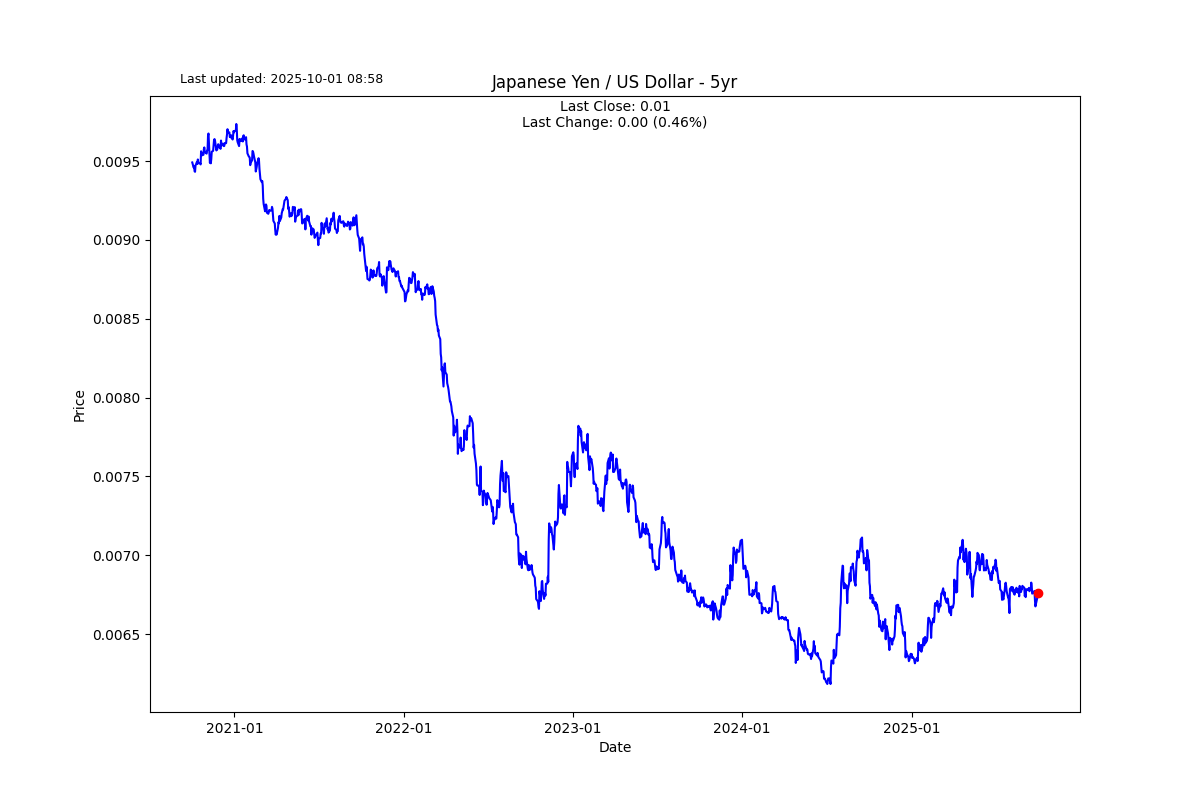 Last updated: 2025-10-01 08:58
Japanese Yen / US Dollar - 5yr
Last Close: 0.01
Last Change: 0.00 (0.46%)
0.0095
0.0090
0.0085
0.0080
0.0075
0.0070
0.0065
Price
2021-01
2022-01
2023-01
2024-01
2025-01
Date